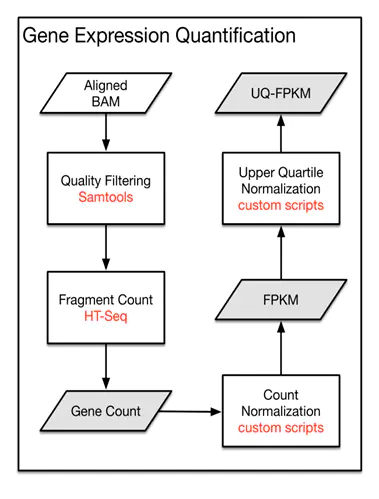 Gene Expression Quantification
Aligned
BAM
Quality Filtering
Samtools
Fragment Count
HT-Seq
Gene Count
Count
Normalization
custom scripts
FPKM
Upper Quartile
Normalization
custom scripts
UQ-FPKM